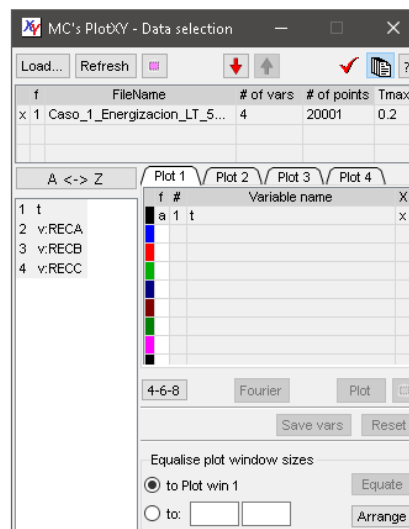 MC's PlotXY - Data selection
Load... Refresh ?
f FileName # of vars # of points Tmax
x 1 Caso_1_Energizacion_LT_5... 4 20001 0.2
A <-> Z
Plot 1 Plot 2 Plot 3 Plot 4
f # Variable name X
a 1 t x
1 t
2 v:RECA
3 v:RECB
4 v:RECC
4-6-8 Fourier Plot
Save vars Reset
Equalise plot window sizes
to Plot win 1 Equate
to: Arrange